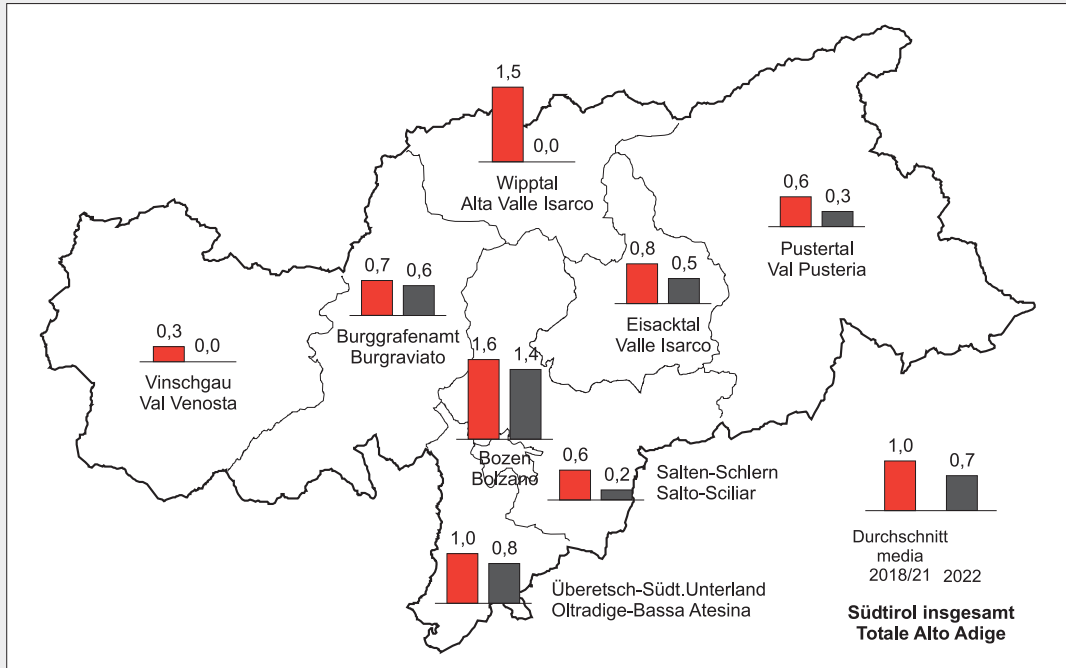 1,5
0,0
Wipptal
Alta Valle Isarco
0,6
0,3
Pustertal
Val Pusteria
0,7
0,6
Burggrafenamt
Burgraviato
0,8
0,5
Eisacktal
Valle Isarco
0,3
0,0
Vinschgau
Val Venosta
1,6
1,4
Bozen
Bolzano
0,6
0,2
Salten-Schlern
Salto-Sciliar
1,0
0,8
Überetsch-Südt.Unterland
Oltradige-Bassa Atesina
1,0
0,7
Durchschnitt
media
2018/21
2022
Südtirol insgesamt
Totale Alto Adige